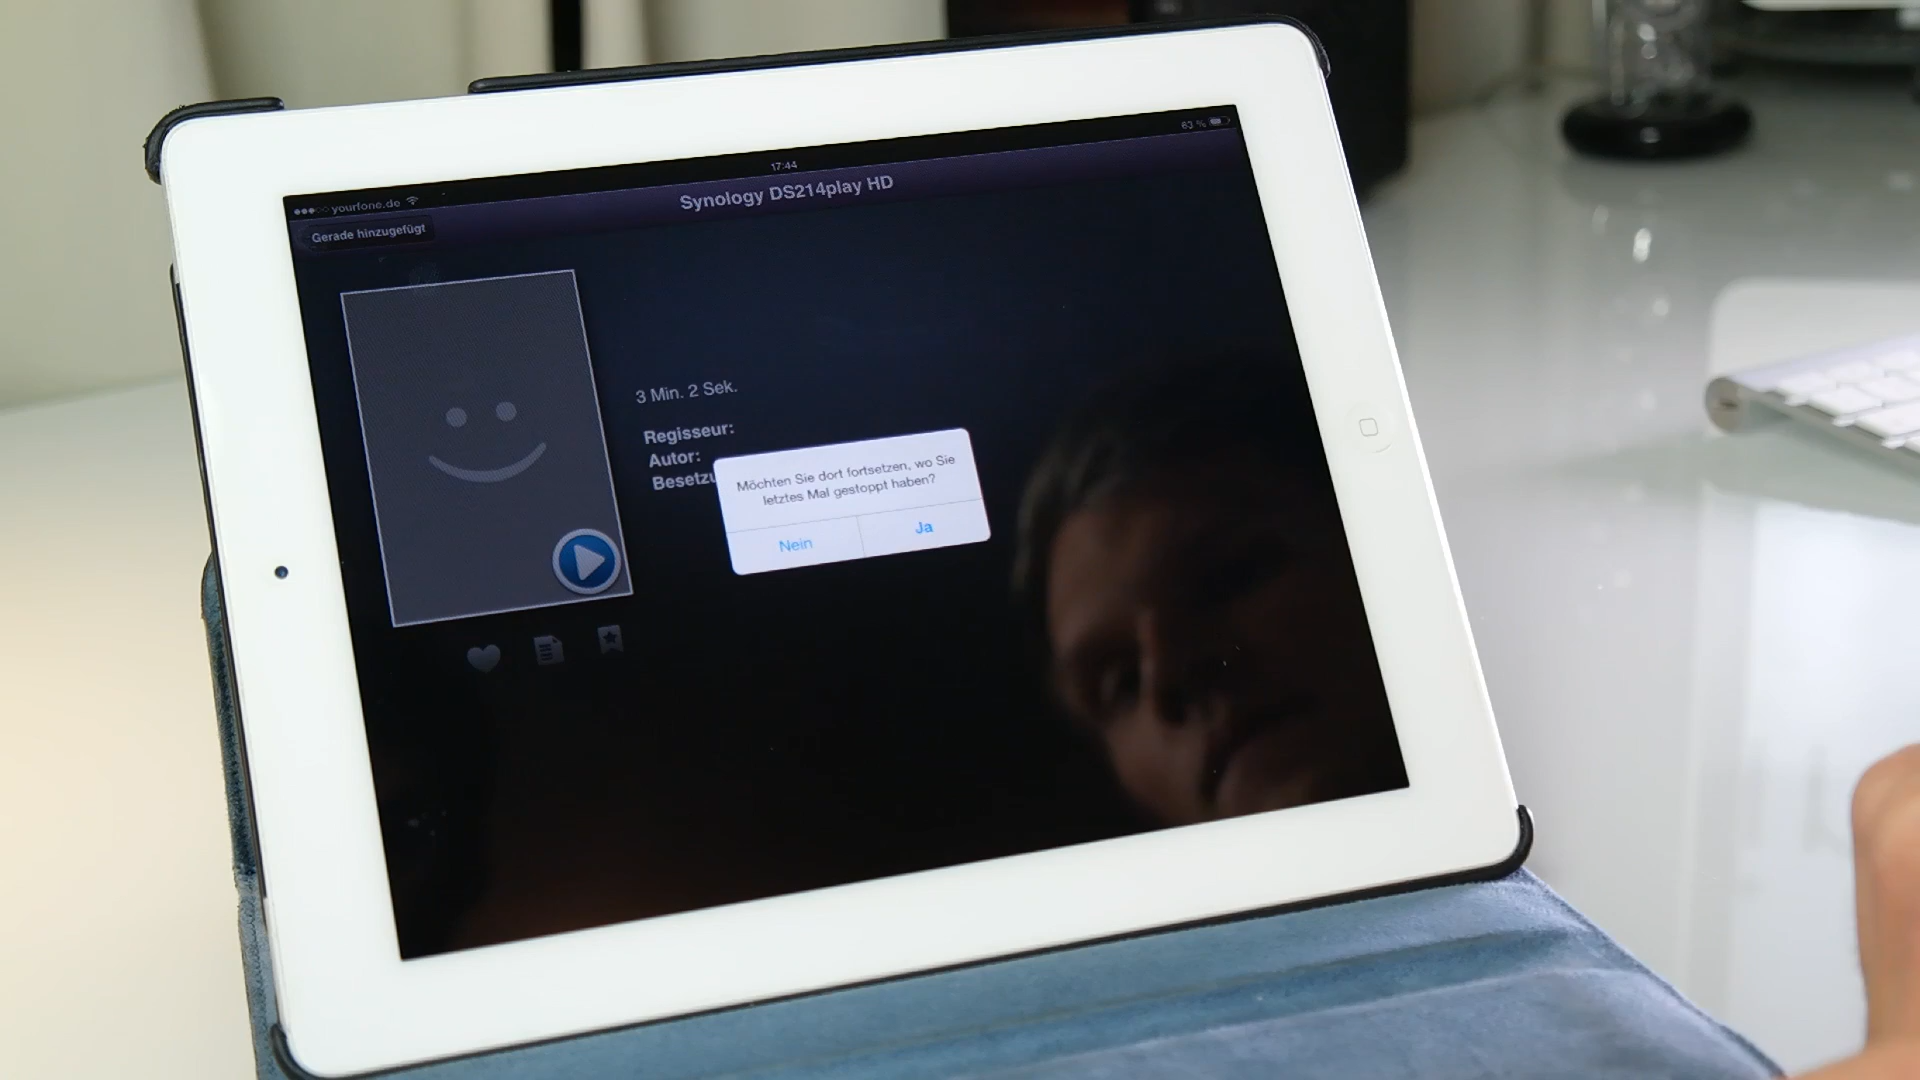 yourfone.de
17:44
63 %
Synology DS214play HD
Gerade hinzugefügt
3 Min. 2 Sek.
Regisseur:
Autor:
Besetzu
Möchten Sie dort fortsetzen, wo Sie
letztes Mal gestoppt haben?
Nein
Ja